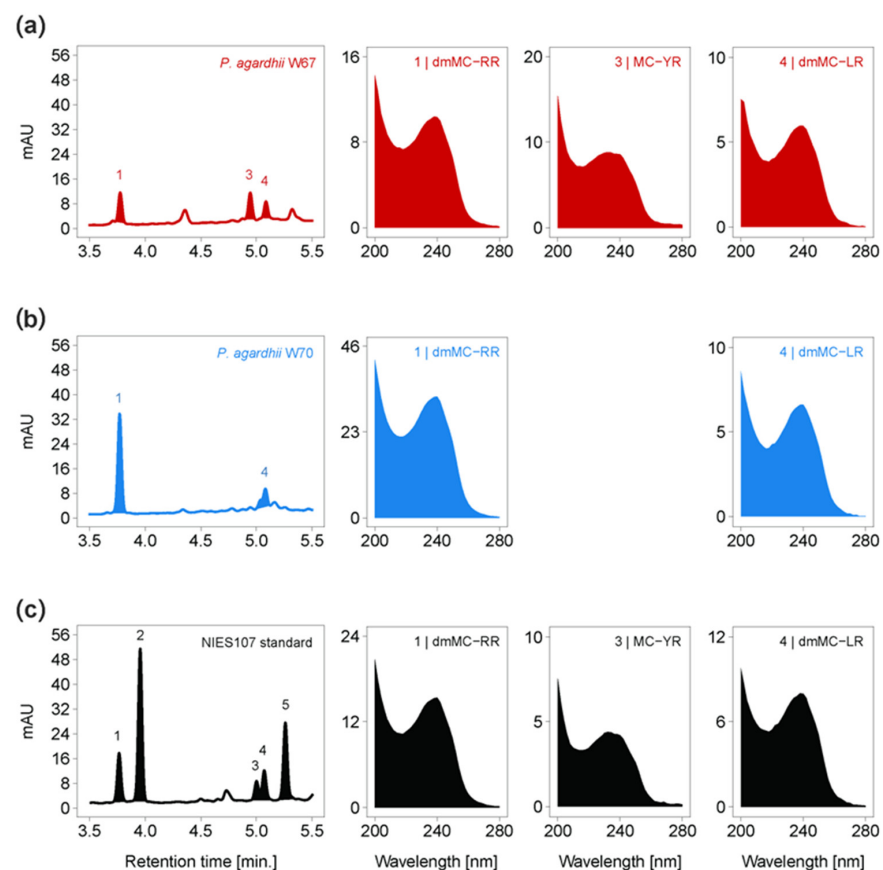 (a)
56
48
40
32
24
16
8
0
mAU
P. agardhii W67
1
3
4
3.5 4.0 4.5 5.0 5.5
16
8
0
1 | dmMC−RR
200 240 280
20
10
0
3 | MC−YR
200 240 280
10
5
0
4 | dmMC−LR
200 240 280
(b)
56
48
40
32
24
16
8
0
mAU
P. agardhii W70
1
4
3.5 4.0 4.5 5.0 5.5
46
23
0
1 | dmMC−RR
200 240 280
10
5
0
4 | dmMC−LR
200 240 280
(c)
56
48
40
32
24
16
8
0
mAU
NIES107 standard
1
2
3
4
5
3.5 4.0 4.5 5.0 5.5
Retention time [min.]
24
12
0
1 | dmMC−RR
200 240 280
Wavelength [nm]
10
5
0
3 | MC−YR
200 240 280
Wavelength [nm]
12
6
0
4 | dmMC−LR
200 240 280
Wavelength [nm]